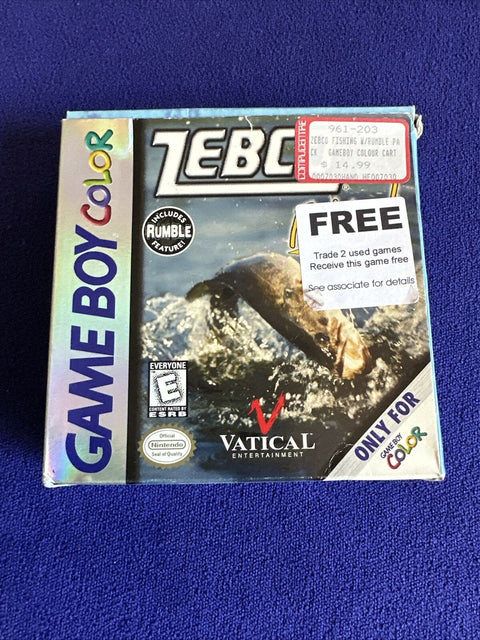 GAME BOY COLOR
ZEBC
COMPUCENTRE
961-203
ZEBCO FISHING W/RUMBLE PA
CK GAMEBOY COLOUR CART
$ 14.99
INCLUDES
RUMBLE
FEATURE!
FREE
Trade 2 used games
Receive this game free
See associate for details
EVERYONE
E
CONTENT RATED BY
ESRB
Official
Nintendo
Seal of Quality
VATICAL
ENTERTAINMENT
ONLY FOR
GAME BOY
COLOR